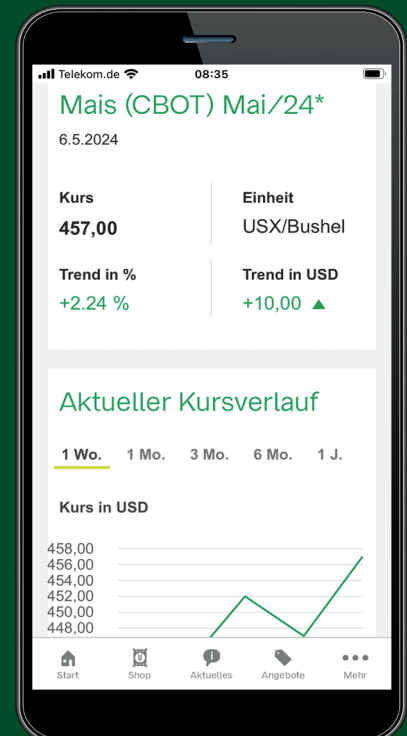 Telekom.de 08:35
Mais (CBOT) Mai/24*
6.5.2024
Kurs Einheit
457,00 USX/Bushel
Trend in % Trend in USD
+2.24 % +10,00 ▲
Aktueller Kursverlauf
1 Wo. 1 Mo. 3 Mo. 6 Mo. 1 J.
Kurs in USD
458,00
456,00
454,00
452,00
450,00
448,00
Start Shop Aktuelles Angebote Mehr